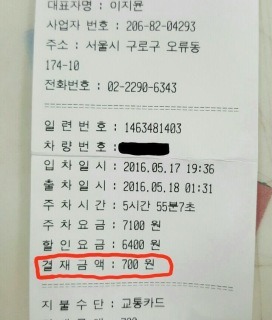 대표자명 : 이지윤
사업자 번호 : 206-82-04293
주소 : 서울시 구로구 오류동
174-10
전화번호 : 02-2290-6343
일 련 번 호 : 1463481403
차 량 번 호 :
입 차 일 시 : 2016.05.17 19:36
출 차 일 시 : 2016.05.18 01:31
주 차 시 간 : 5시간 55분7초
주 차 요 금 : 7100 원
할 인 요 금 : 6400 원
결 재 금 액 : 700 원
지 불 수 단 : 교통카드